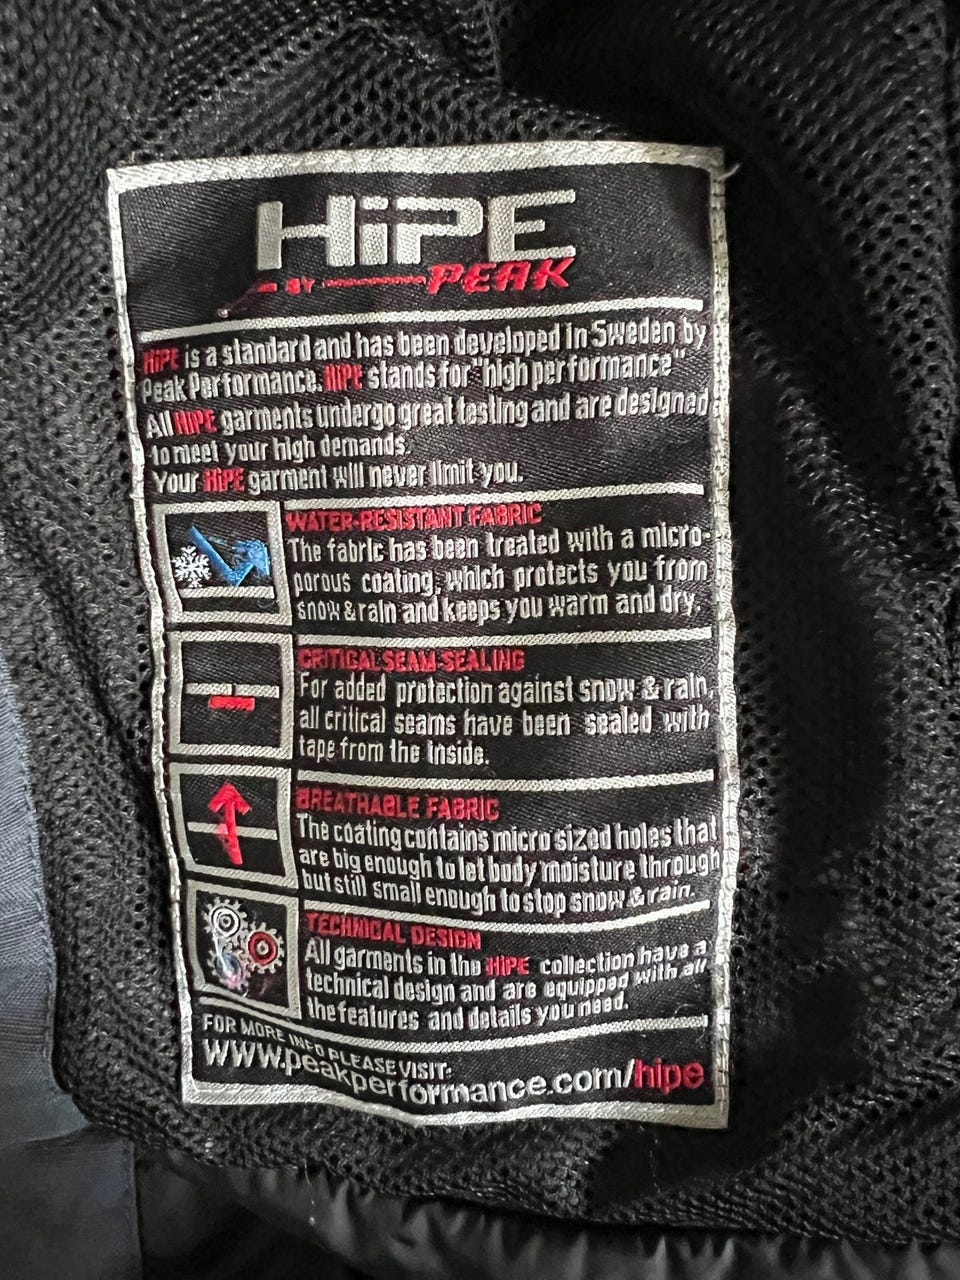 HiPE
BY PEAK
HiPE is a standard and has been developed in Sweden by
Peak Performance. HiPE stands for "high performance"
All HiPE garments undergo great testing and are designed
to meet your high demands.
Your HiPE garment will never limit you.
WATER-RESISTANT FABRIC
The fabric has been treated with a micro-
porous coating, which protects you from
snow & rain and keeps you warm and dry.
CRITICAL SEAM-SEALING
For added protection against snow & rain,
all critical seams have been sealed with
tape from the inside.
BREATHABLE FABRIC
The coating contains micro sized holes that
are big enough to let body moisture through
but still small enough to stop snow & rain.
TECHNICAL DESIGN
All garments in the HiPE collection have a
technical design and are equipped with all
the features and details you need.
FOR MORE INFO PLEASE VISIT:
www.peakperformance.com/hipe